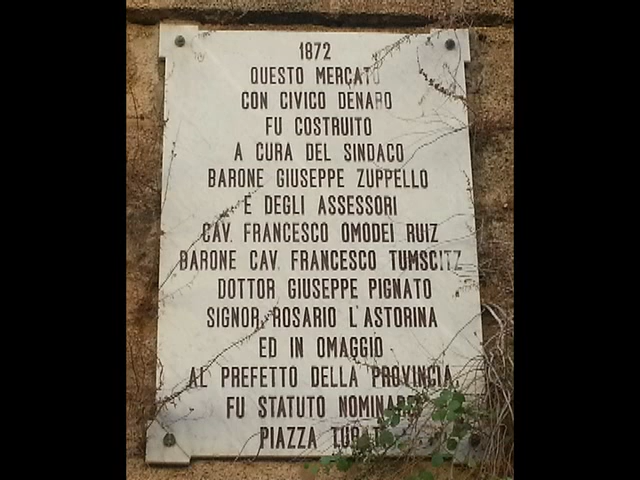 1872
QUESTO MERCATO
CON CIVICO DENARO
FU COSTRUITO
A CURA DEL SINDACO
BARONE GIUSEPPE ZUPPELLO
E DEGLI ASSESSORI
CAV. FRANCESCO OMODEI RUIZ
BARONE CAV. FRANCESCO TUMSCITZ
DOTTOR GIUSEPPE PIGNATO
SIGNOR ROSARIO L'ASTORINA
ED IN OMAGGIO
AL PREFETTO DELLA PROVINCIA
FU STATUTO NOMINARSI
PIAZZA